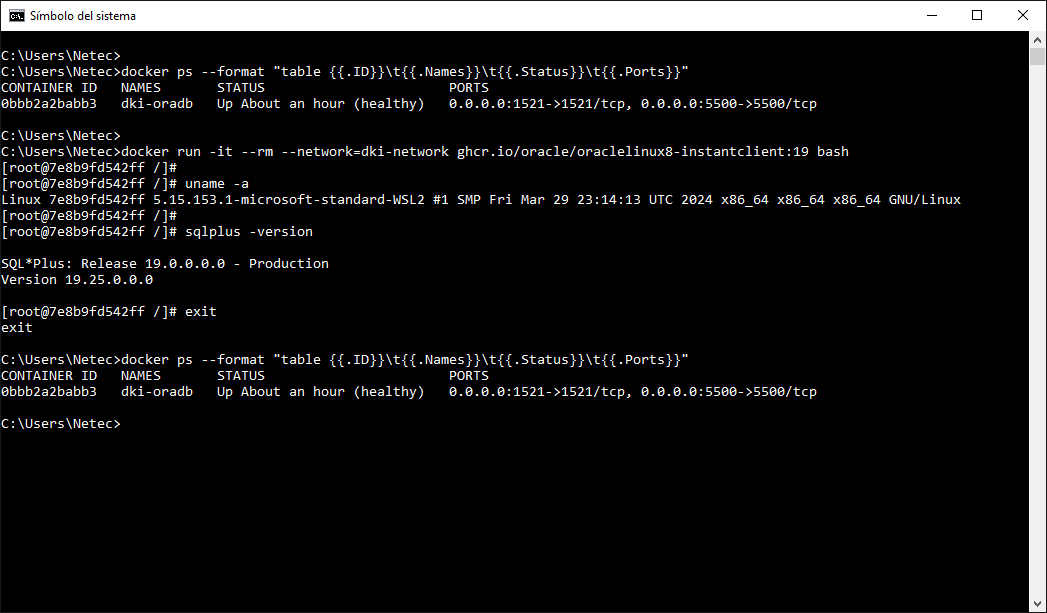 Símbolo del sistema
C:\Users\Netec>
C:\Users\Netec>docker ps --format "table {{.ID}}\t{{.Names}}\t{{.Status}}\t{{.Ports}}"
CONTAINER ID   NAMES       STATUS                       PORTS
0bbb2a2babb3   dki-oradb   Up About an hour (healthy)   0.0.0.0:1521->1521/tcp, 0.0.0.0:5500->5500/tcp
C:\Users\Netec>
C:\Users\Netec>docker run -it --rm --network=dki-network ghcr.io/oracle/oraclelinux8-instantclient:19 bash
[root@7e8b9fd542ff /]#
[root@7e8b9fd542ff /]# uname -a
Linux 7e8b9fd542ff 5.15.153.1-microsoft-standard-WSL2 #1 SMP Fri Mar 29 23:14:13 UTC 2024 x86_64 x86_64 x86_64 GNU/Linux
[root@7e8b9fd542ff /]#
[root@7e8b9fd542ff /]# sqlplus -version
SQL*Plus: Release 19.0.0.0.0 - Production
Version 19.25.0.0.0
[root@7e8b9fd542ff /]# exit
exit
C:\Users\Netec>docker ps --format "table {{.ID}}\t{{.Names}}\t{{.Status}}\t{{.Ports}}"
CONTAINER ID   NAMES       STATUS                       PORTS
0bbb2a2babb3   dki-oradb   Up About an hour (healthy)   0.0.0.0:1521->1521/tcp, 0.0.0.0:5500->5500/tcp
C:\Users\Netec>